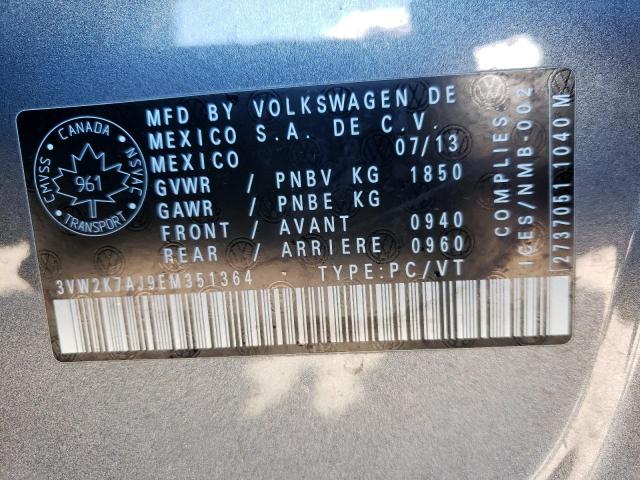 CANADA
CMVSS NSVAC
961
TRANSPORT
MFD BY VOLKSWAGEN DE
MEXICO S.A. DE C.V.
MEXICO 07/13
GVWR / PNBV KG 1850
GAWR / PNBE KG
FRONT / AVANT 0940
REAR / ARRIERE 0960
3VW2K7AJ9EM351364 TYPE:PC/VT
COMPLIES
ICES/NMB-002
2737051 1040 M